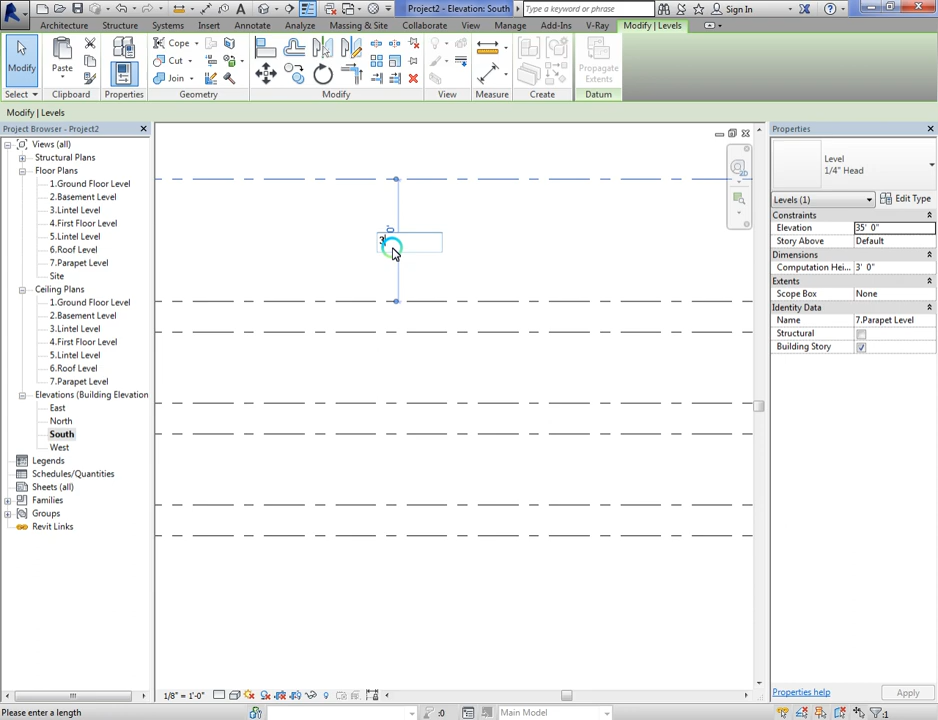 Project2 - Elevation: South
Type a keyword or phrase
Sign In
Architecture Structure Systems Insert Annotate Analyze Massing & Site Collaborate View Manage Add-Ins V-Ray Modify | Levels
Modify Paste Properties Cope Cut Join Propagate Extents
Select Clipboard Properties Geometry Modify View Measure Create Datum
Modify | Levels
Project Browser - Project2
Views (all)
Structural Plans
Floor Plans
1.Ground Floor Level
2.Basement Level
3.Lintel Level
4.First Floor Level
5.Lintel Level
6.Roof Level
7.Parapet Level
Site
Ceiling Plans
1.Ground Floor Level
2.Basement Level
3.Lintel Level
4.First Floor Level
5.Lintel Level
6.Roof Level
7.Parapet Level
Elevations (Building Elevation
East
North
South
West
Legends
Schedules/Quantities
Sheets (all)
Families
Groups
Revit Links
3
Properties
Level
1/4" Head
Levels (1) Edit Type
Constraints
Elevation 35' 0"
Story Above Default
Dimensions
Computation Hei... 3' 0"
Extents
Scope Box None
Identity Data
Name 7.Parapet Level
Structural
Building Story
Properties help Apply
1/8" = 1'-0"
Please enter a length
:0 Main Model :1